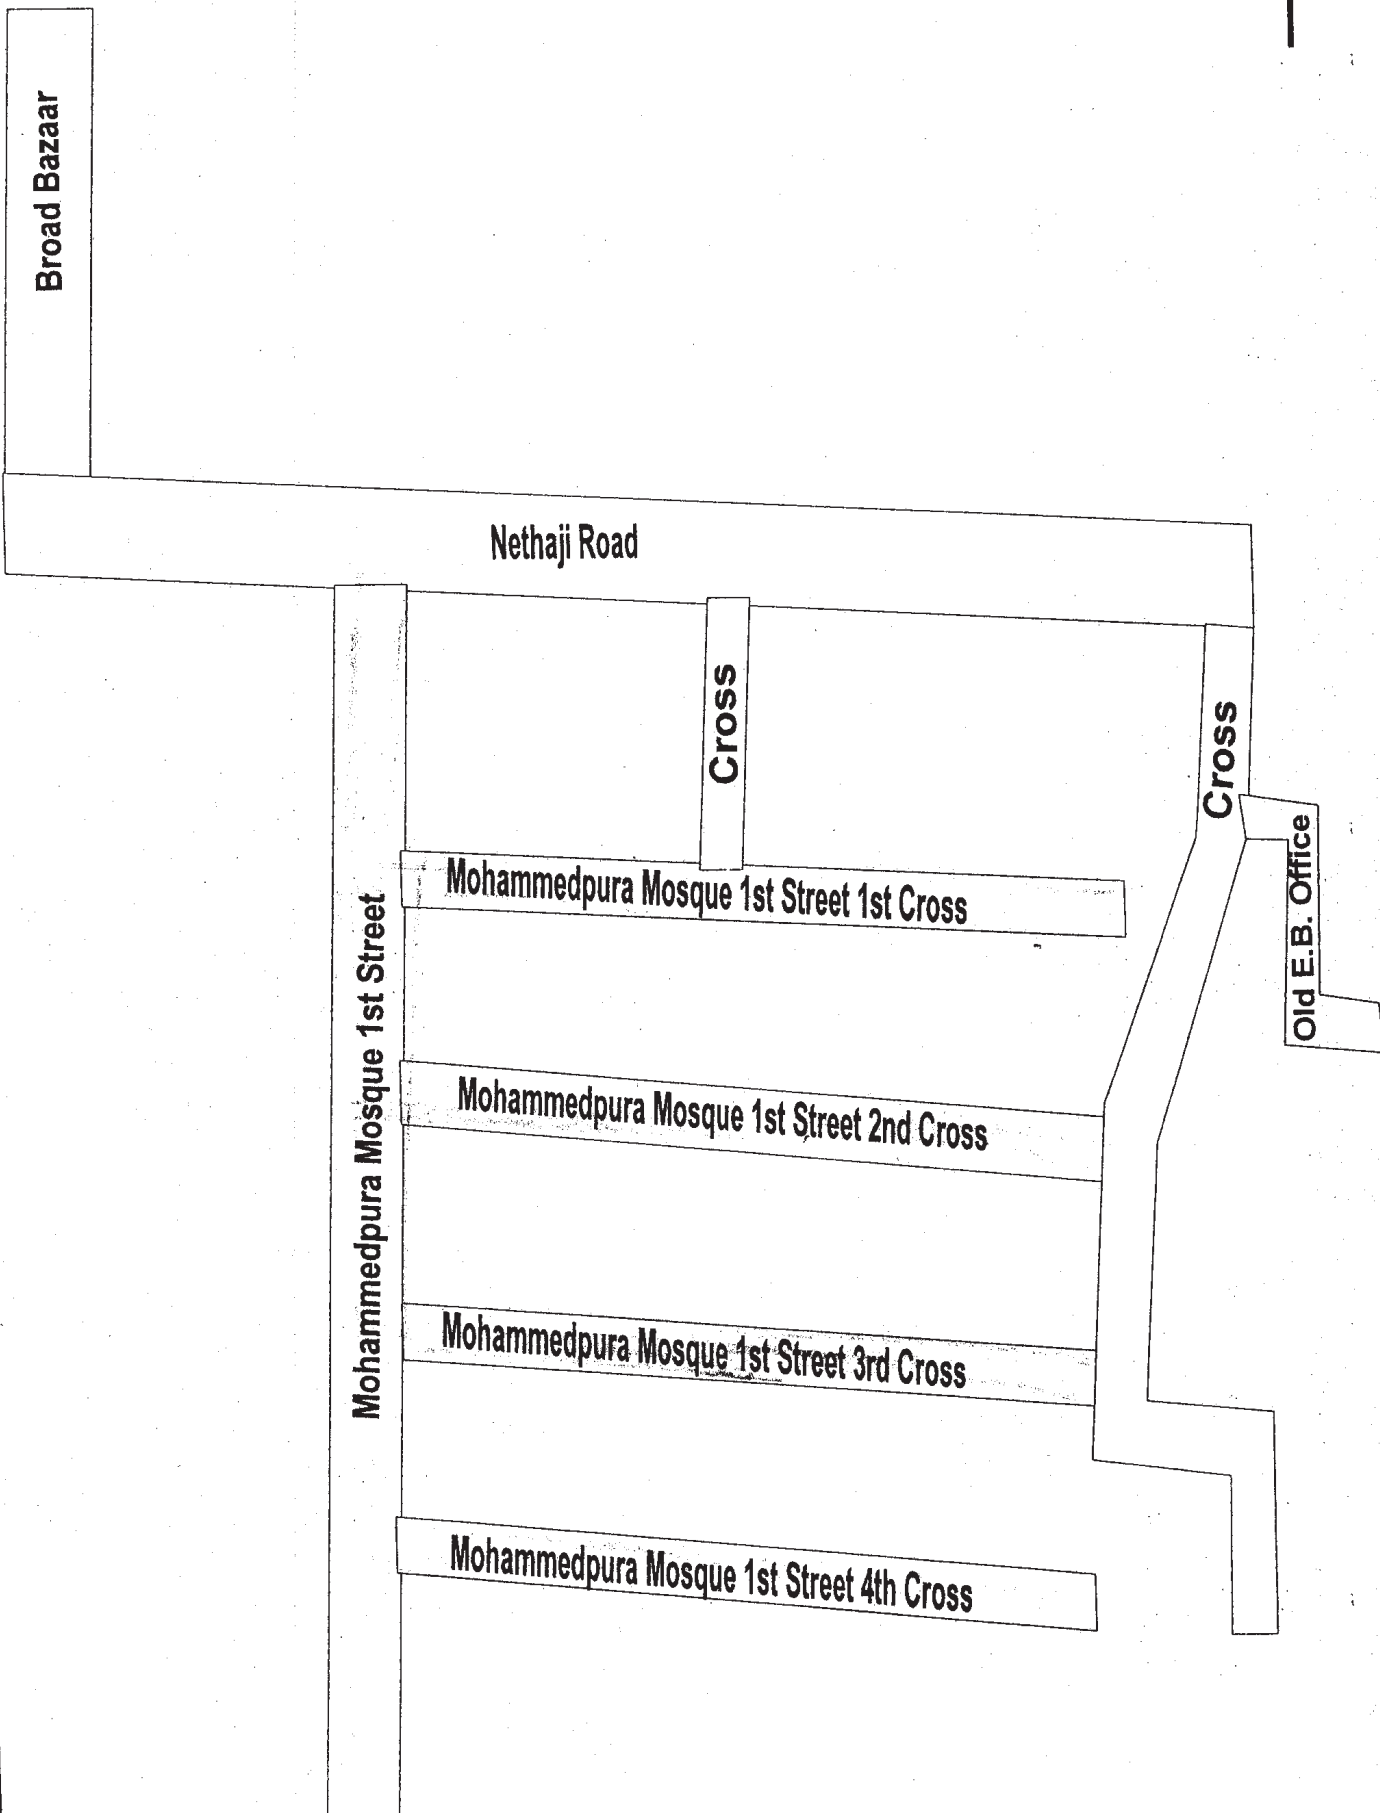 Broad Bazaar
Nethaji Road
Cross
Cross
Old E.B. Office
Mohammedpura Mosque 1st Street
Mohammedpura Mosque 1st Street 1st Cross
Mohammedpura Mosque 1st Street 2nd Cross
Mohammedpura Mosque 1st Street 3rd Cross
Mohammedpura Mosque 1st Street 4th Cross